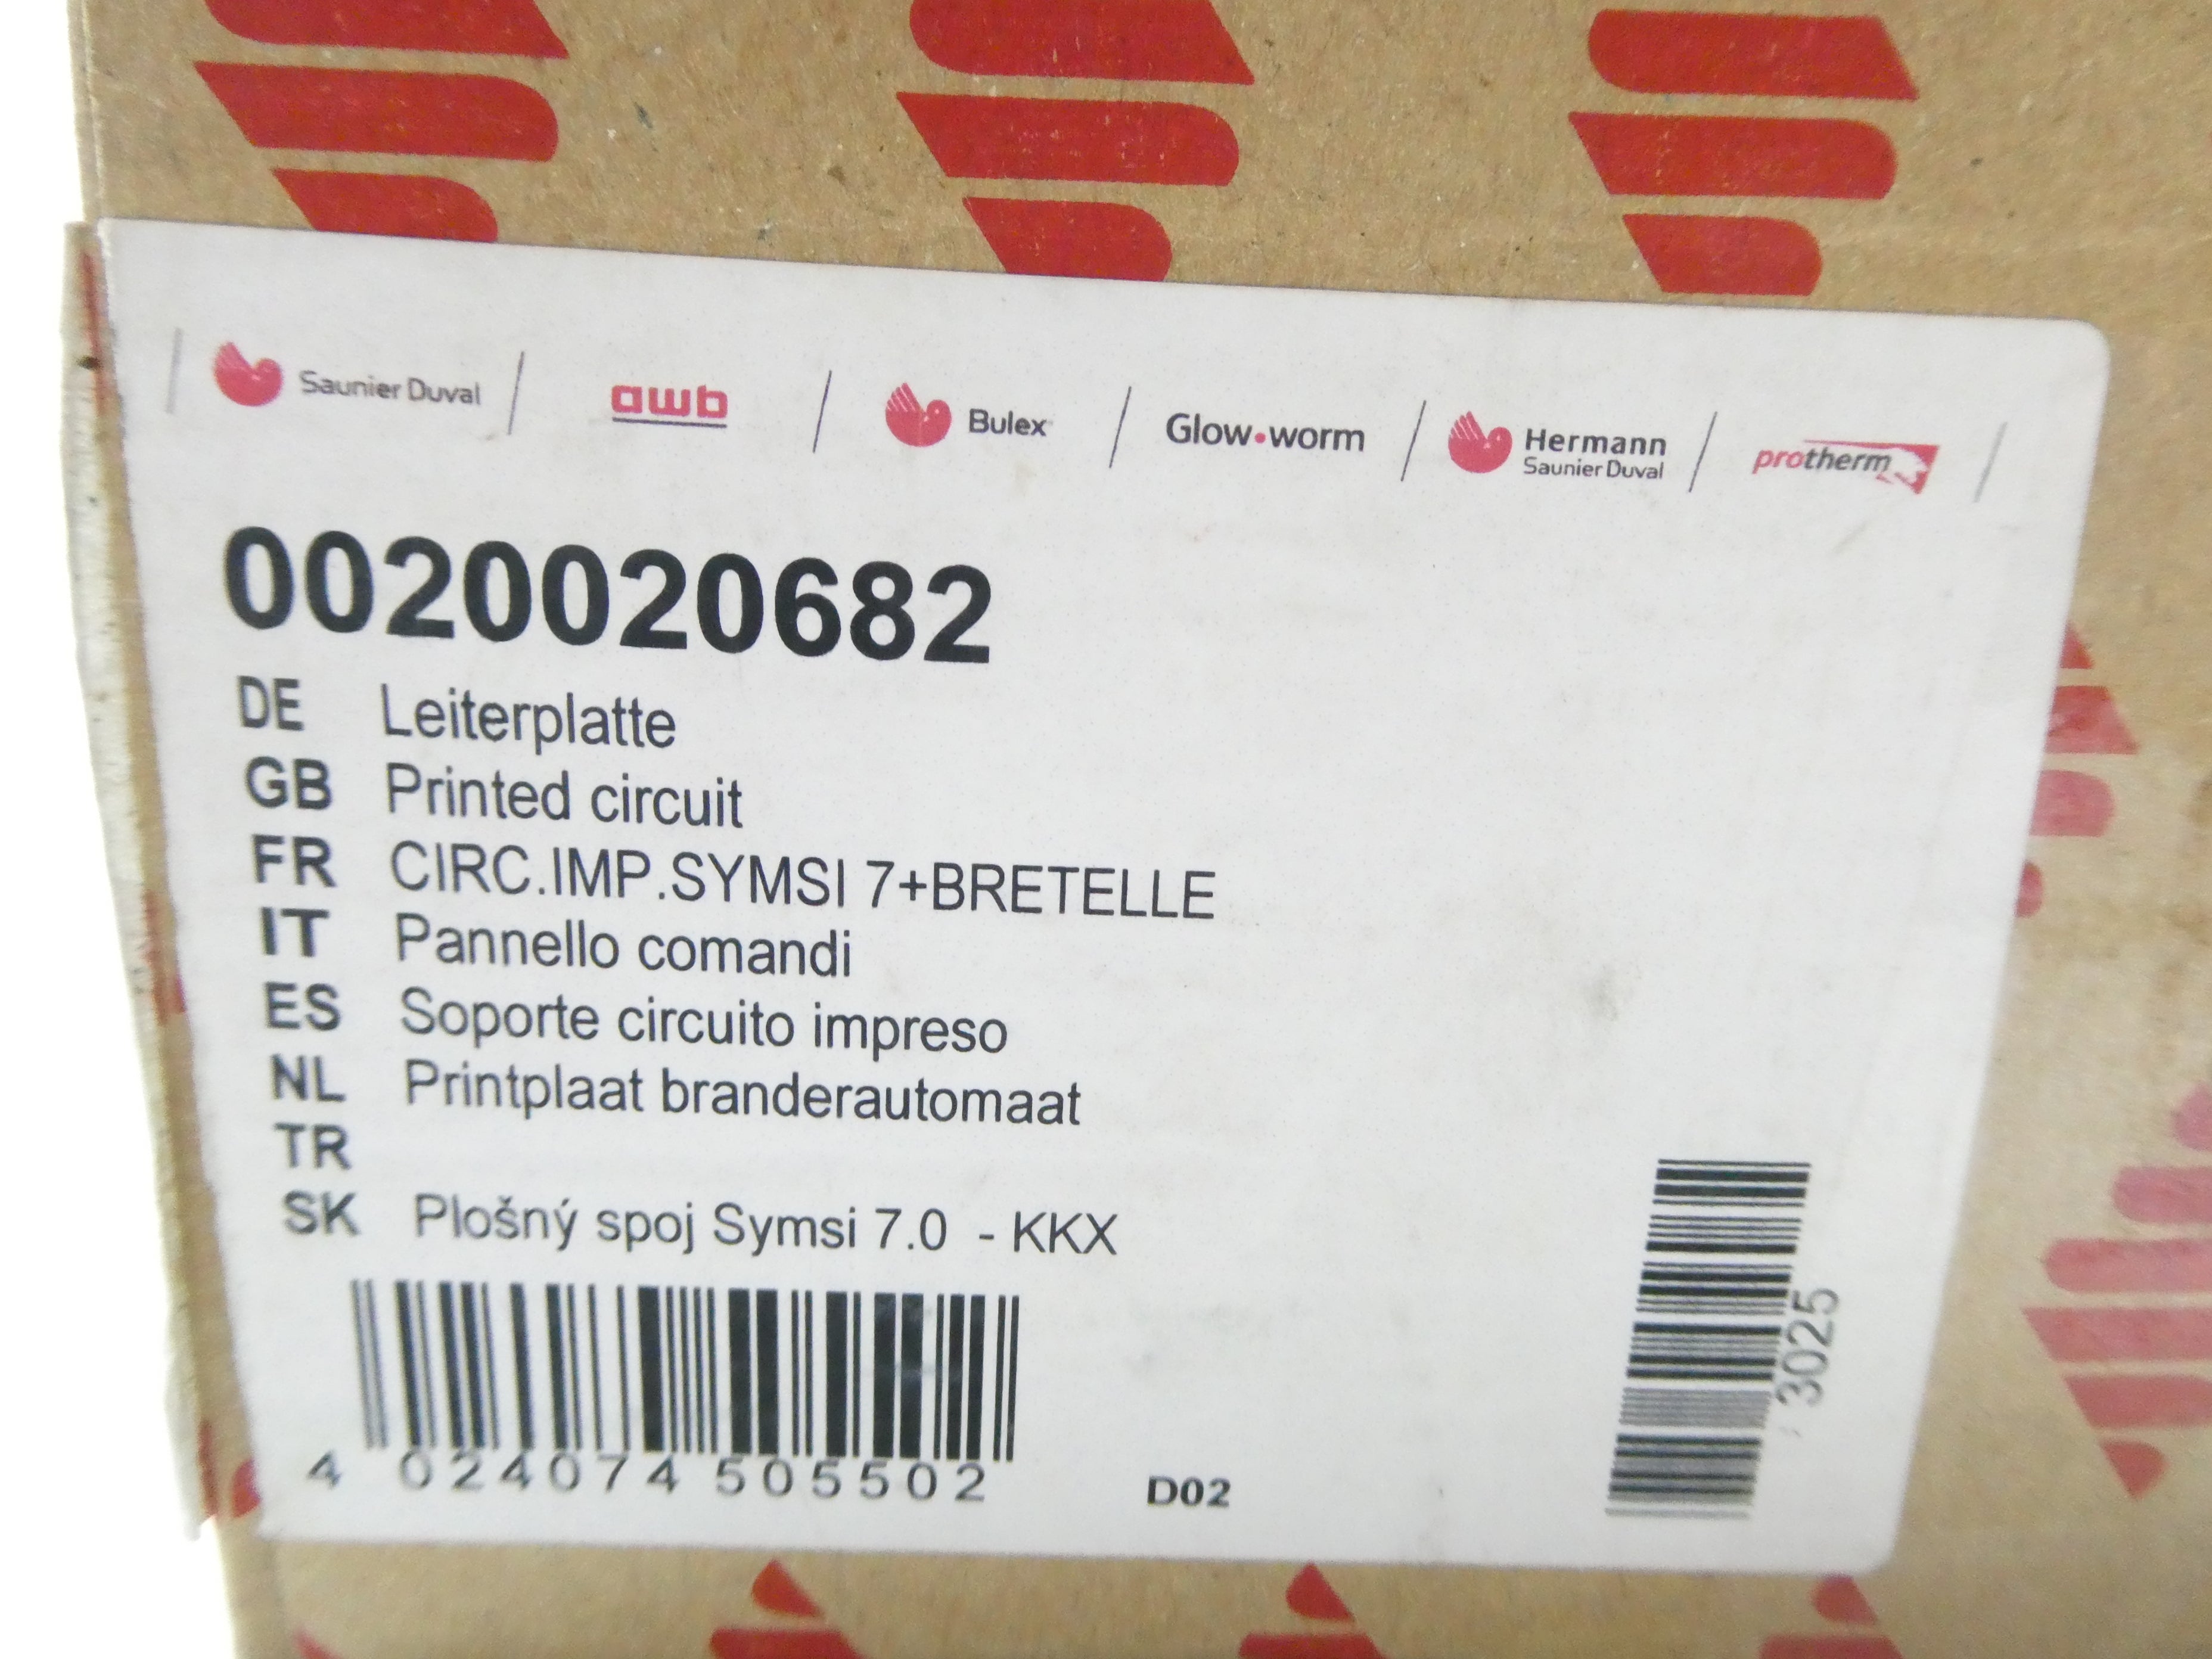 Saunier Duval awb Bulex Glow•worm Hermann Saunier Duval protherm
0020020682
DE Leiterplatte
GB Printed circuit
FR CIRC.IMP.SYMSI 7+BRETELLE
IT Pannello comandi
ES Soporte circuito impreso
NL Printplaat branderautomaat
TR
SK Plošný spoj Symsi 7.0 - KKX
4 024074 505502
D02
3025